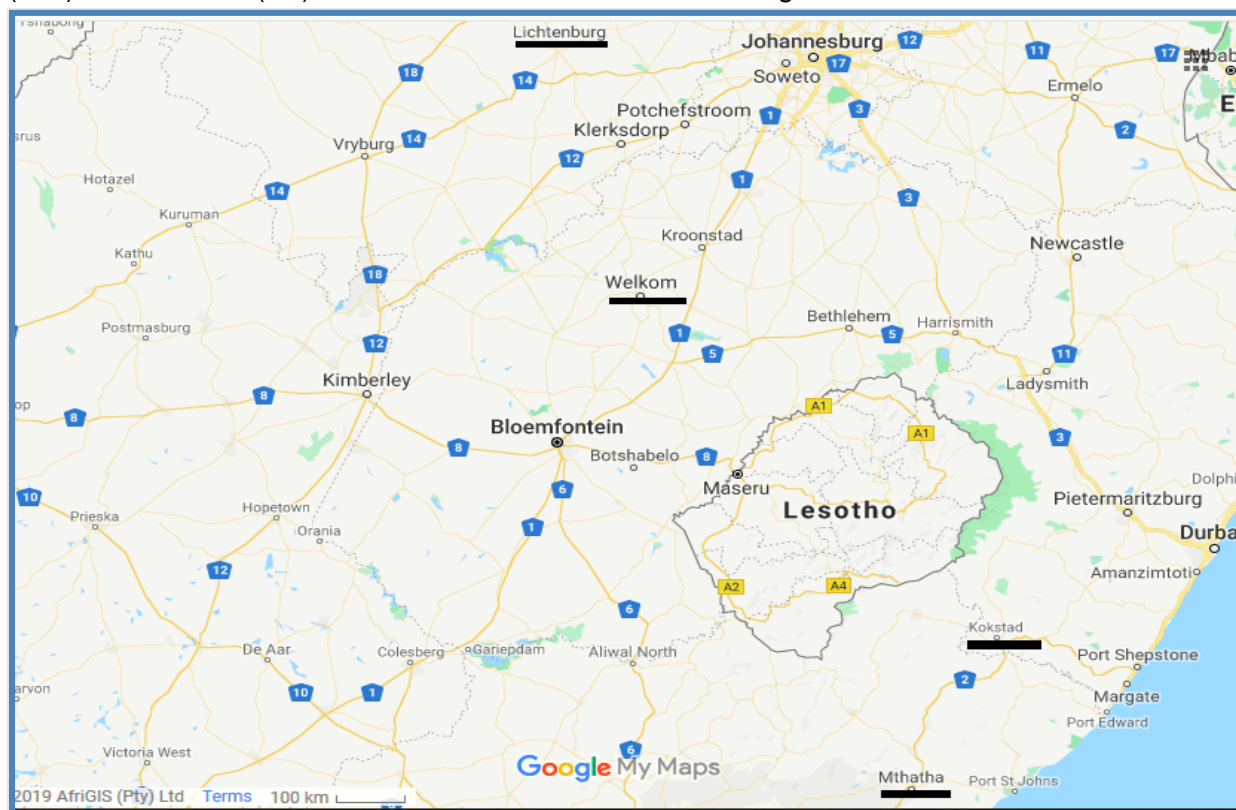 Lichtenburg
Johannesburg
12
11
17
18
14
17
Soweto
Ermelo
Potchefstroom
1
3
Klerksdorp
2
14
Vryburg
12
Hotazel
14
1
3
Kuruman
Kroonstad
Newcastle
Kathu
18
Welkom
Postmasburg
Bethlehem
Harrismith
12
1
5
5
11
Kimberley
Ladysmith
8
8
A1
Bloemfontein
A1
3
8
Botshabelo
8
Maseru
Dolphi
10
6
Pietermaritzburg
Hopetown
Lesotho
Prieska
1
Orania
Durba
12
Amanzimtoti
A2
A4
6
Kokstad
De Aar
Colesberg
Gariepdam
Aliwal North
Port Shepstone
10
1
2
Margate
Port Edward
Victoria West
6
Google My Maps
Mthatha
Port St Johns
2019 AfriGIS (Pty) Ltd Terms 100 km